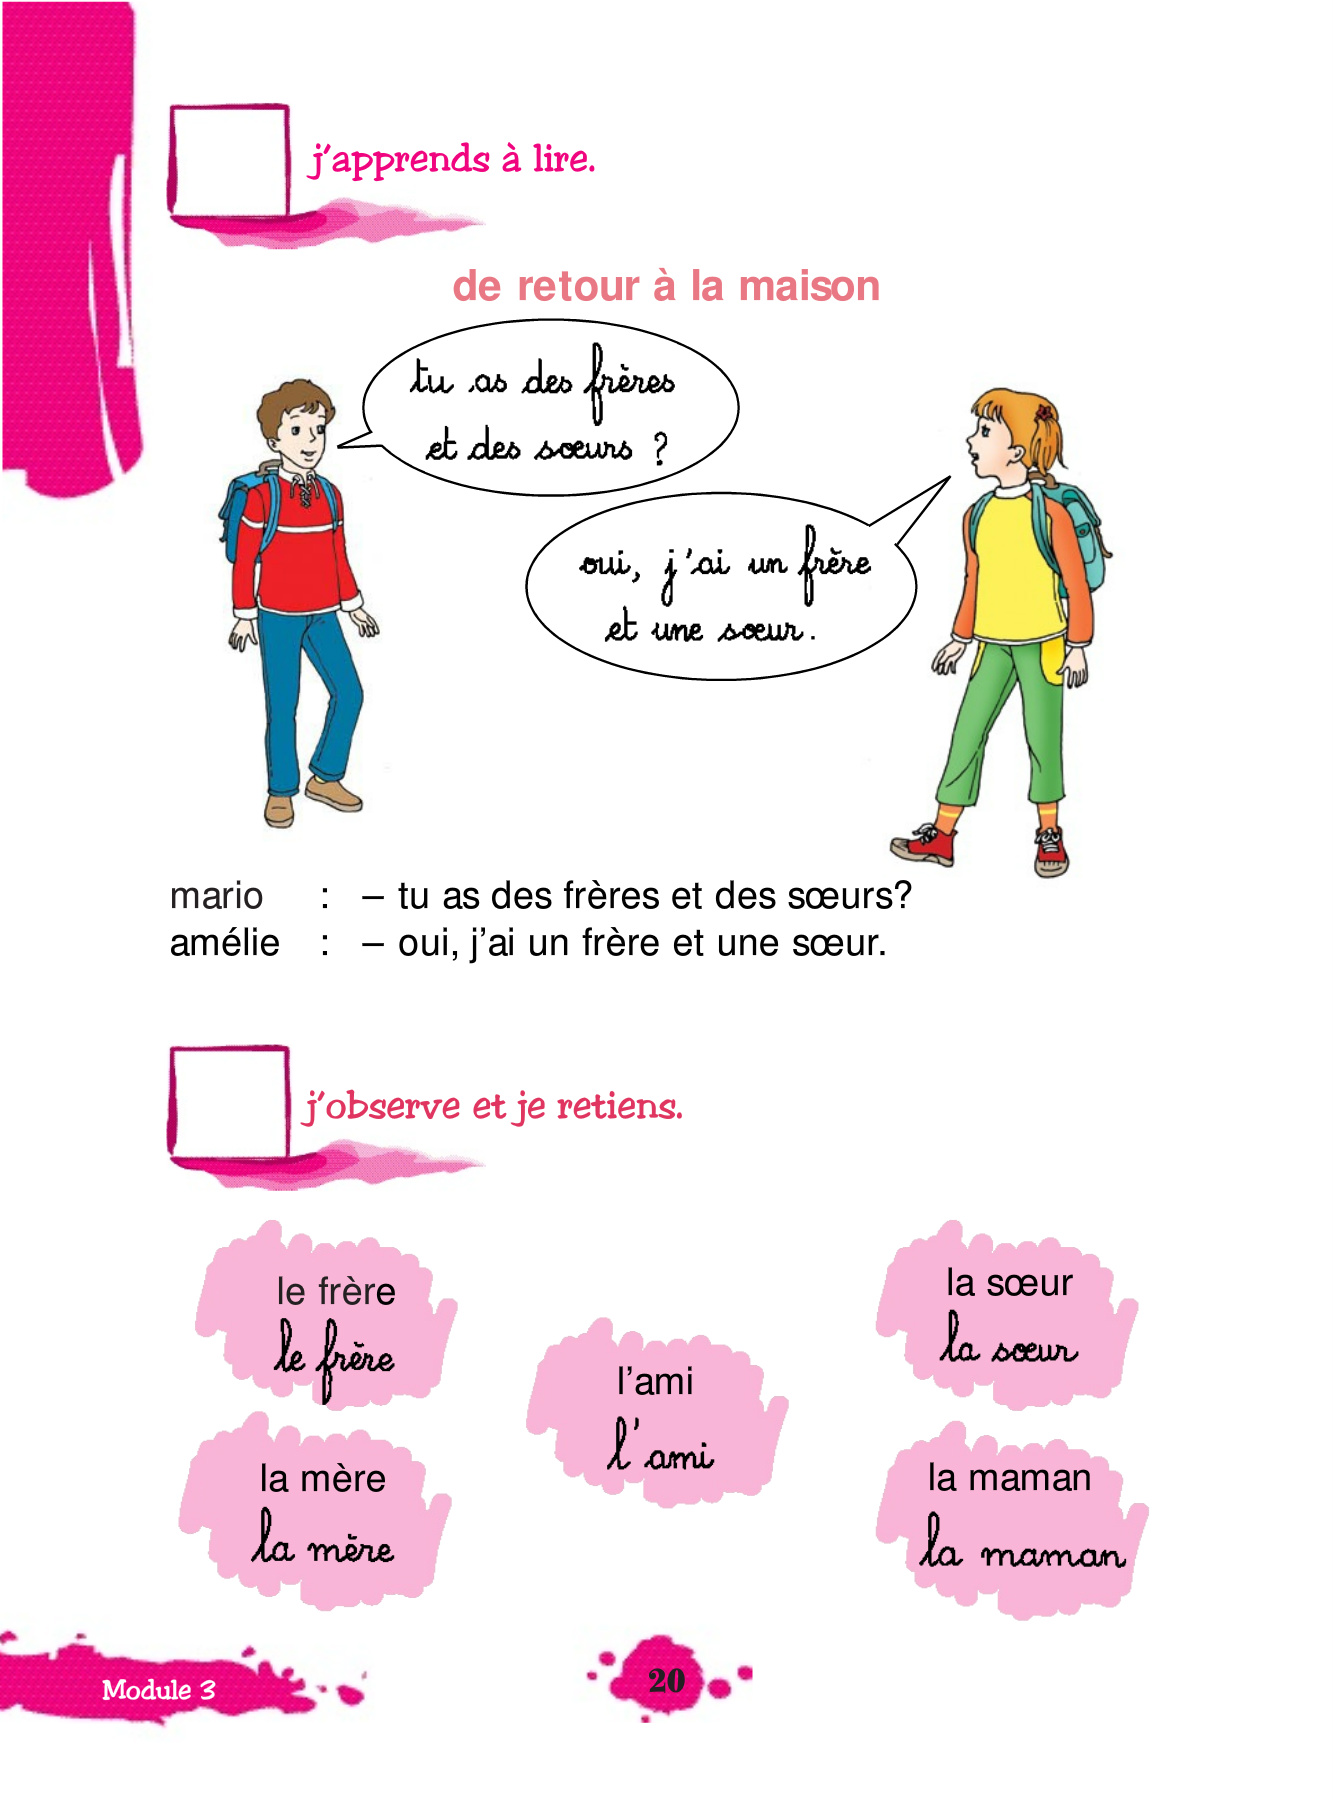 j'apprends à lire.
de retour à la maison
tu as des frères
et des sœurs ?
oui, j'ai un frère
et une sœur.
mario : – tu as des frères et des sœurs?
amélie : – oui, j'ai un frère et une sœur.
j'observe et je retiens.
le frère
le frère
la sœur
la sœur
l'ami
l'ami
la mère
la mère
la maman
la maman
Module 3
20